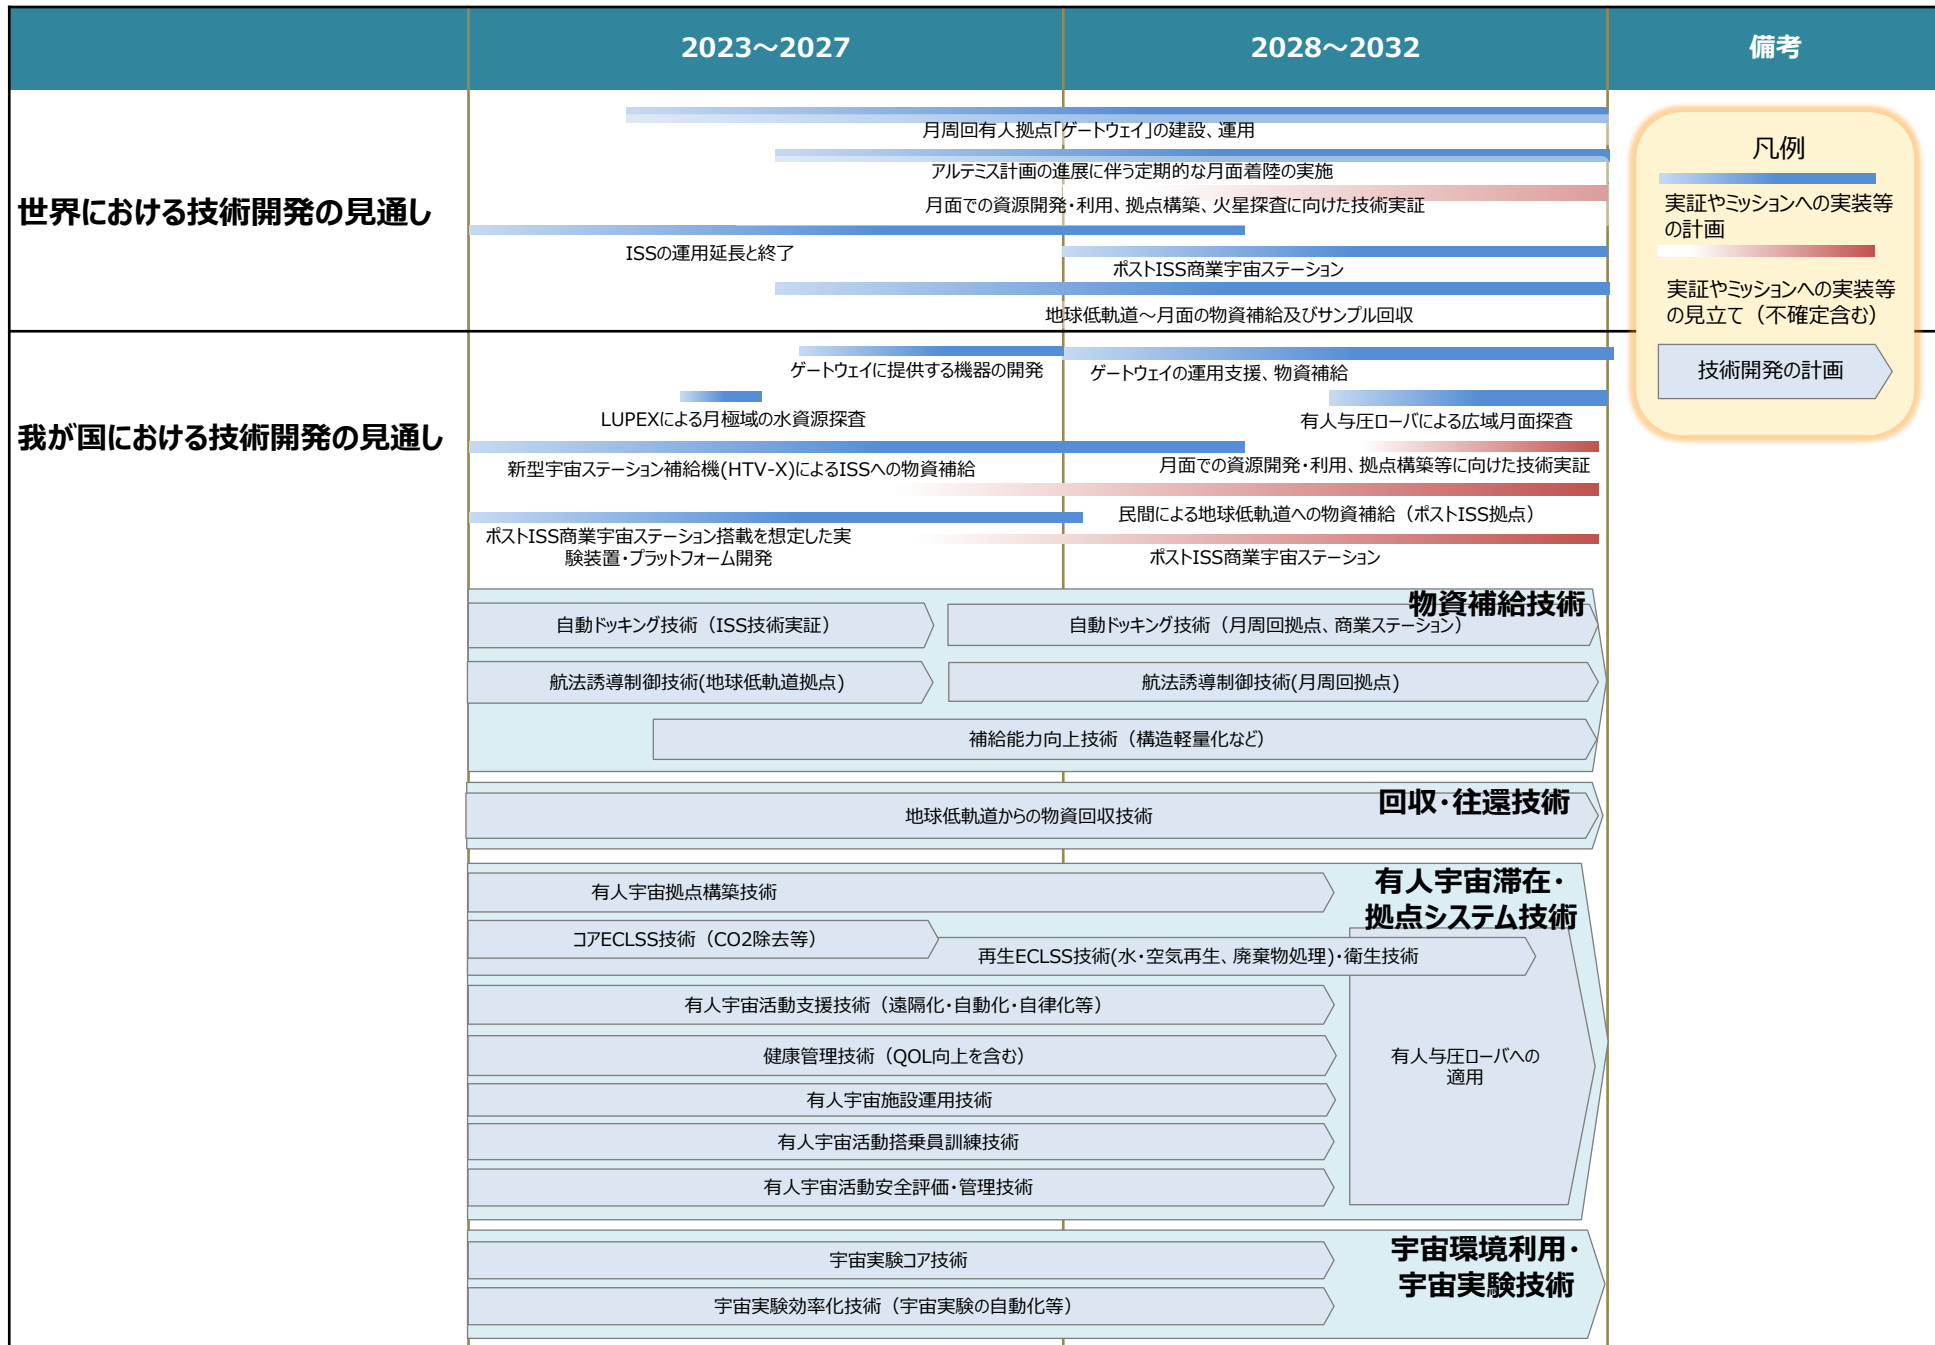 2023～2027
2028～2032
備考
世界における技術開発の見通し
月周回有人拠点「ゲートウェイ」の建設、運用
アルテミス計画の進展に伴う定期的な月面着陸の実施
月面での資源開発・利用、拠点構築、火星探査に向けた技術実証
ISSの運用延長と終了
ポストISS商業宇宙ステーション
地球低軌道～月面の物資補給及びサンプル回収
凡例
実証やミッションへの実装等
の計画
実証やミッションへの実装等
の見立て（不確定含む）
技術開発の計画
我が国における技術開発の見通し
ゲートウェイに提供する機器の開発
ゲートウェイの運用支援、物資補給
LUPEXによる月極域の水資源探査
有人与圧ローバによる広域月面探査
新型宇宙ステーション補給機(HTV-X)によるISSへの物資補給
月面での資源開発・利用、拠点構築等に向けた技術実証
民間による地球低軌道への物資補給（ポストISS拠点）
ポストISS商業宇宙ステーション搭載を想定した実
験装置・プラットフォーム開発
ポストISS商業宇宙ステーション
物資補給技術
自動ドッキング技術（ISS技術実証）
自動ドッキング技術（月周回拠点、商業ステーション）
航法誘導制御技術(地球低軌道拠点)
航法誘導制御技術(月周回拠点)
補給能力向上技術（構造軽量化など）
回収・往還技術
地球低軌道からの物資回収技術
有人宇宙滞在・
拠点システム技術
有人宇宙拠点構築技術
コアECLSS技術（CO2除去等）
再生ECLSS技術(水・空気再生、廃棄物処理)・衛生技術
有人宇宙活動支援技術（遠隔化・自動化・自律化等）
健康管理技術（QOL向上を含む）
有人与圧ローバへの
適用
有人宇宙施設運用技術
有人宇宙活動搭乗員訓練技術
有人宇宙活動安全評価・管理技術
宇宙環境利用・
宇宙実験技術
宇宙実験コア技術
宇宙実験効率化技術（宇宙実験の自動化等）